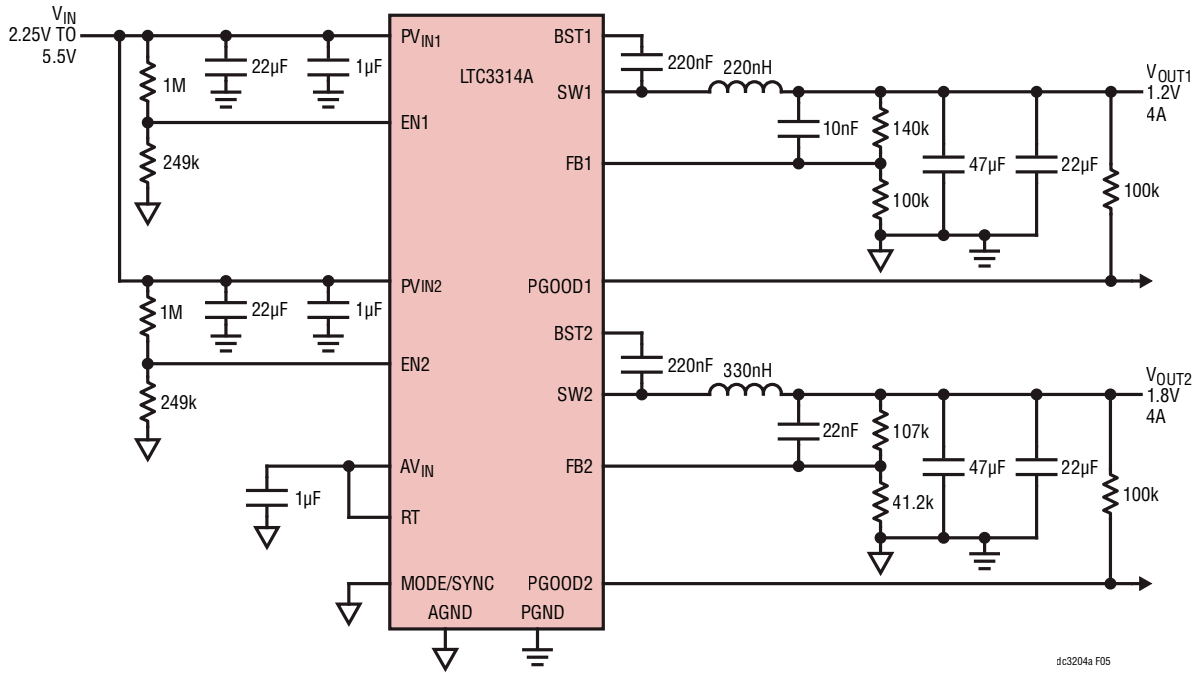 VIN
2.25V TO
5.5V
1M
22µF
1µF
249k
PVIN1
LTC3314A
EN1
BST1
SW1
FB1
220nF
220nH
10nF
140k
100k
47µF
22µF
100k
VOUT1
1.2V
4A
1M
22µF
1µF
249k
PVIN2
EN2
PGOOD1
BST2
SW2
FB2
220nF
330nH
22nF
107k
41.2k
47µF
22µF
100k
VOUT2
1.8V
4A
1µF
AVIN
RT
MODE/SYNC
PGOOD2
AGND
PGND
dc3204a F05